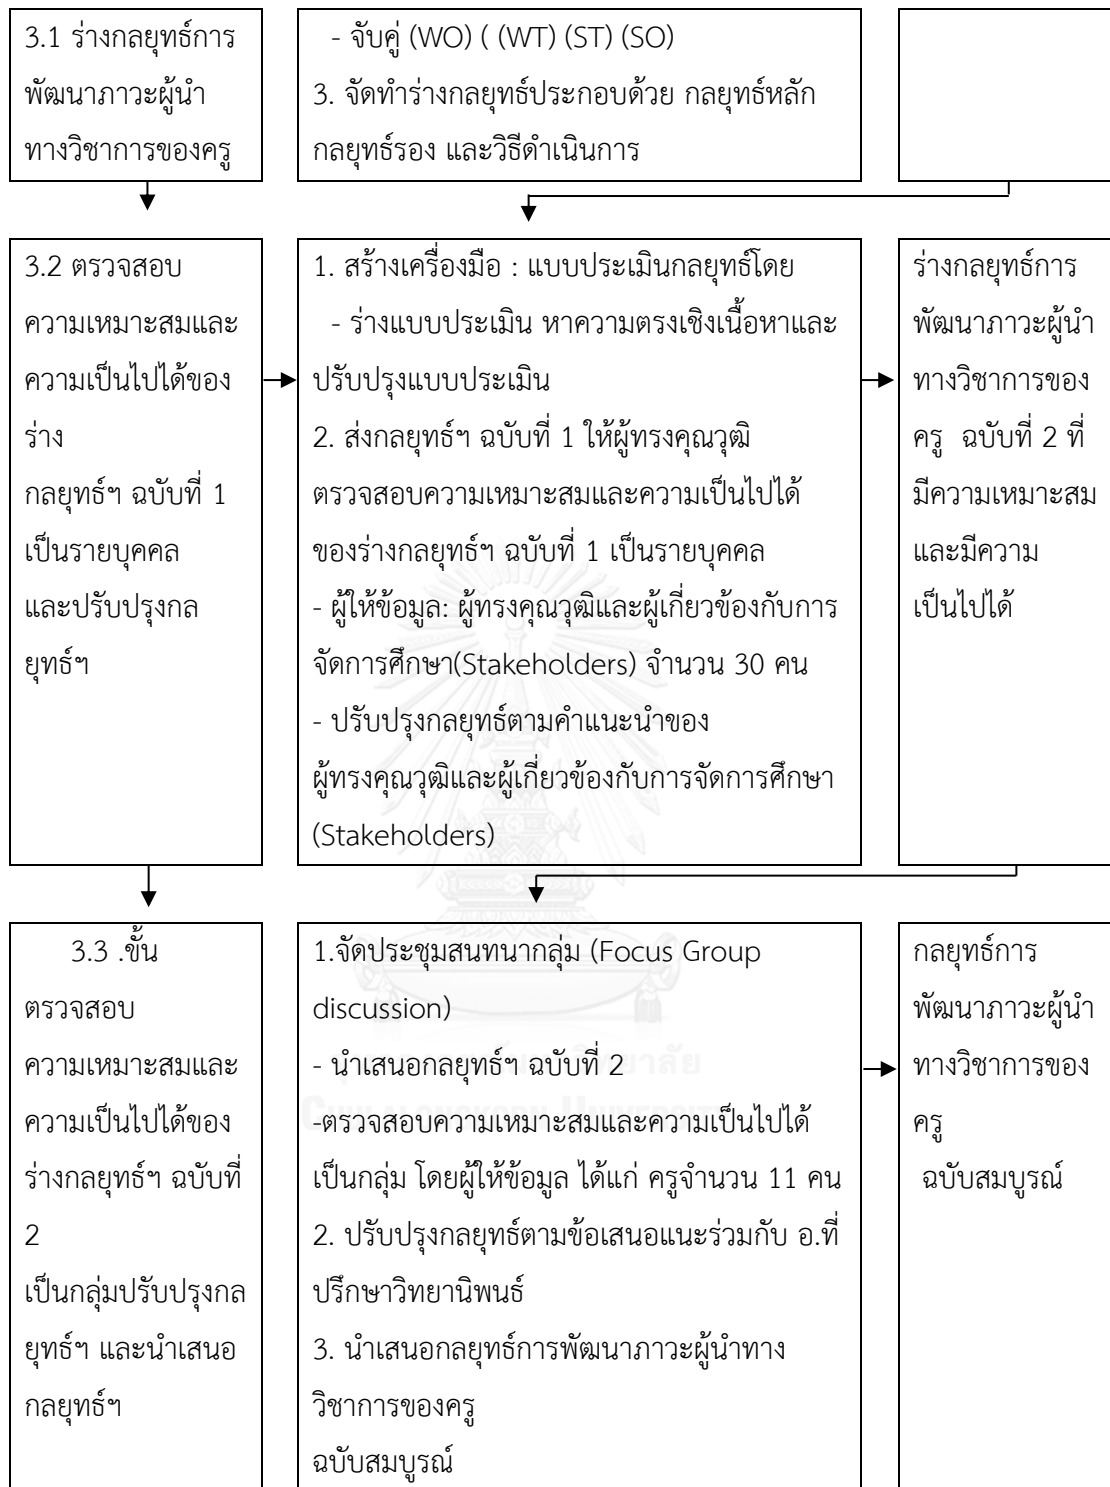 3.1 ร่างกลยุทธ์การ
พัฒนาภาวะผู้นำ
ทางวิชาการของครู
- จับคู่ (WO) ( (WT) (ST) (SO)
3. จัดทำร่างกลยุทธ์ประกอบด้วย กลยุทธ์หลัก
กลยุทธ์รอง และวิธีดำเนินการ
3.2 ตรวจสอบ
ความเหมาะสมและ
ความเป็นไปได้ของ
ร่าง
กลยุทธ์ฯ ฉบับที่ 1
เป็นรายบุคคล
และปรับปรุงกล
ยุทธ์ฯ
1. สร้างเครื่องมือ : แบบประเมินกลยุทธ์โดย
- ร่างแบบประเมิน หาความตรงเชิงเนื้อหาและ
ปรับปรุงแบบประเมิน
2. ส่งกลยุทธ์ฯ ฉบับที่ 1 ให้ผู้ทรงคุณวุฒิ
ตรวจสอบความเหมาะสมและความเป็นไปได้
ของร่างกลยุทธ์ฯ ฉบับที่ 1 เป็นรายบุคคล
- ผู้ให้ข้อมูล: ผู้ทรงคุณวุฒิและผู้เกี่ยวข้องกับการ
จัดการศึกษา(Stakeholders) จำนวน 30 คน
- ปรับปรุงกลยุทธ์ตามคำแนะนำของ
ผู้ทรงคุณวุฒิและผู้เกี่ยวข้องกับการจัดการศึกษา
(Stakeholders)
ร่างกลยุทธ์การ
พัฒนาภาวะผู้นำ
ทางวิชาการของ
ครู ฉบับที่ 2 ที่
มีความเหมาะสม
และมีความ
เป็นไปได้
3.3 .ขั้น
ตรวจสอบ
ความเหมาะสมและ
ความเป็นไปได้ของ
ร่างกลยุทธ์ฯ ฉบับที่
2
เป็นกลุ่มปรับปรุงกล
ยุทธ์ฯ และนำเสนอ
กลยุทธ์ฯ
1.จัดประชุมสนทนากลุ่ม (Focus Group
discussion)
- นำเสนอกลยุทธ์ฯ ฉบับที่ 2
-ตรวจสอบความเหมาะสมและความเป็นไปได้
เป็นกลุ่ม โดยผู้ให้ข้อมูล ได้แก่ ครูจำนวน 11 คน
2. ปรับปรุงกลยุทธ์ตามข้อเสนอแนะร่วมกับ อ.ที่
ปรึกษาวิทยานิพนธ์
3. นำเสนอกลยุทธ์การพัฒนาภาวะผู้นำทาง
วิชาการของครู
ฉบับสมบูรณ์
กลยุทธ์การ
พัฒนาภาวะผู้นำ
ทางวิชาการของ
ครู
ฉบับสมบูรณ์